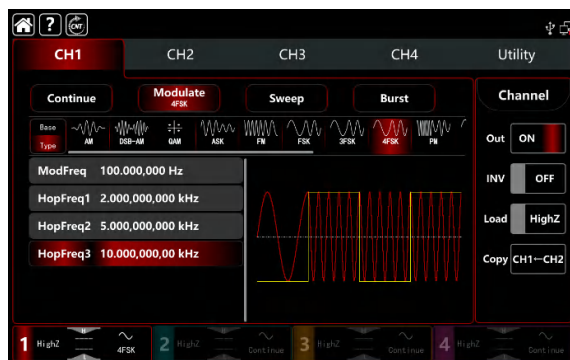 ? CNT
CH1 CH2 CH3 CH4 Utility
Continue Modulate 4FSK Sweep Burst Channel
Base Type AM DSB-AM QAM ASK FM FSK 3FSK 4FSK PM
Out ON
ModFreq 100.000,000 Hz
INV OFF
HopFreq1 2.000,000,000 kHz
HopFreq2 5.000,000,000 kHz
Load HighZ
HopFreq3 10.000,000,00 kHz
Copy CH1←CH2
1 HighZ 4FSK 2 HighZ Continue 3 HighZ Continue 4 HighZ Continue